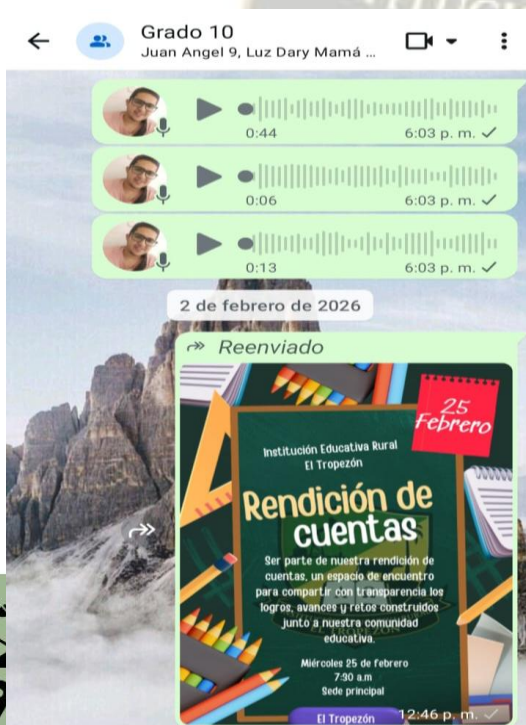 Grado 10
Juan Angel 9, Luz Dary Mamá ...
0:44 6:03 p. m.
0:06 6:03 p. m.
0:13 6:03 p. m.
2 de febrero de 2026
Reenviado
25
Febrero
Institución Educativa Rural
El Tropezón
Rendición de
cuentas
Ser parte de nuestra rendición de
cuentas, un espacio de encuentro
para compartir con transparencia los
logros, avances y retos construidos
junto a nuestra comunidad
educativa.
EL TROPEZÓN
Miércoles 25 de febrero
7:30 a.m
Sede principal
El Tropezón
12:46 p. m.